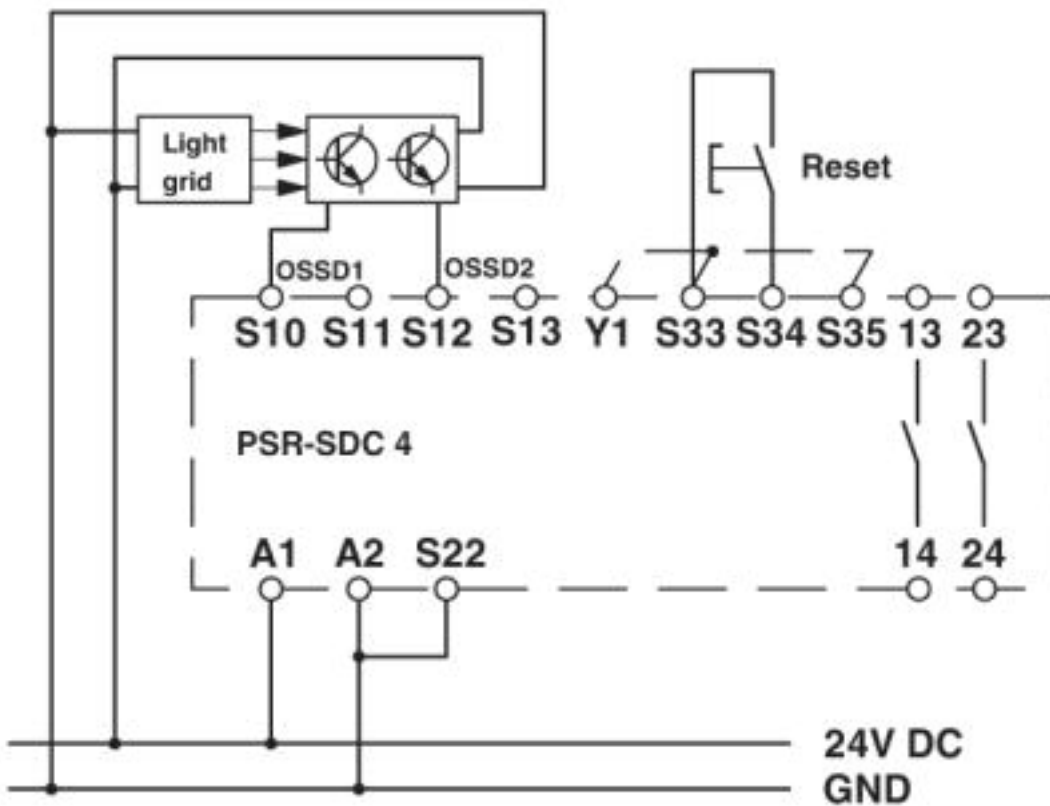 Light
grid
Reset
OSSD1
OSSD2
S10 S11 S12 S13 Y1 S33 S34 S35 13 23
PSR-SDC 4
A1 A2 S22
14 24
24V DC
GND